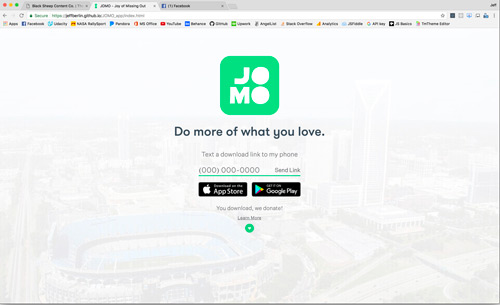 Black Sheep Content Co.
JOMO - Joy of Missing Out
(1) Facebook
Jeff
Secure
https://jeffberlin.github.io/JOMO_app/index.html
Apps
Facebook
Udacity
NASA RallySport
Pandora
MS Office
YouTube
GitHub
Upwork
AngelList
Stack Overflow
Analytics
JSFiddle
API key
JS Basics
TmTheme Editor
JO
MO
Do more of what you love.
Text a download link to my phone
(000) 000-0000
Send Link
Download on the
App Store
GET IT ON
Google Play
You download, we donate!
Learn More